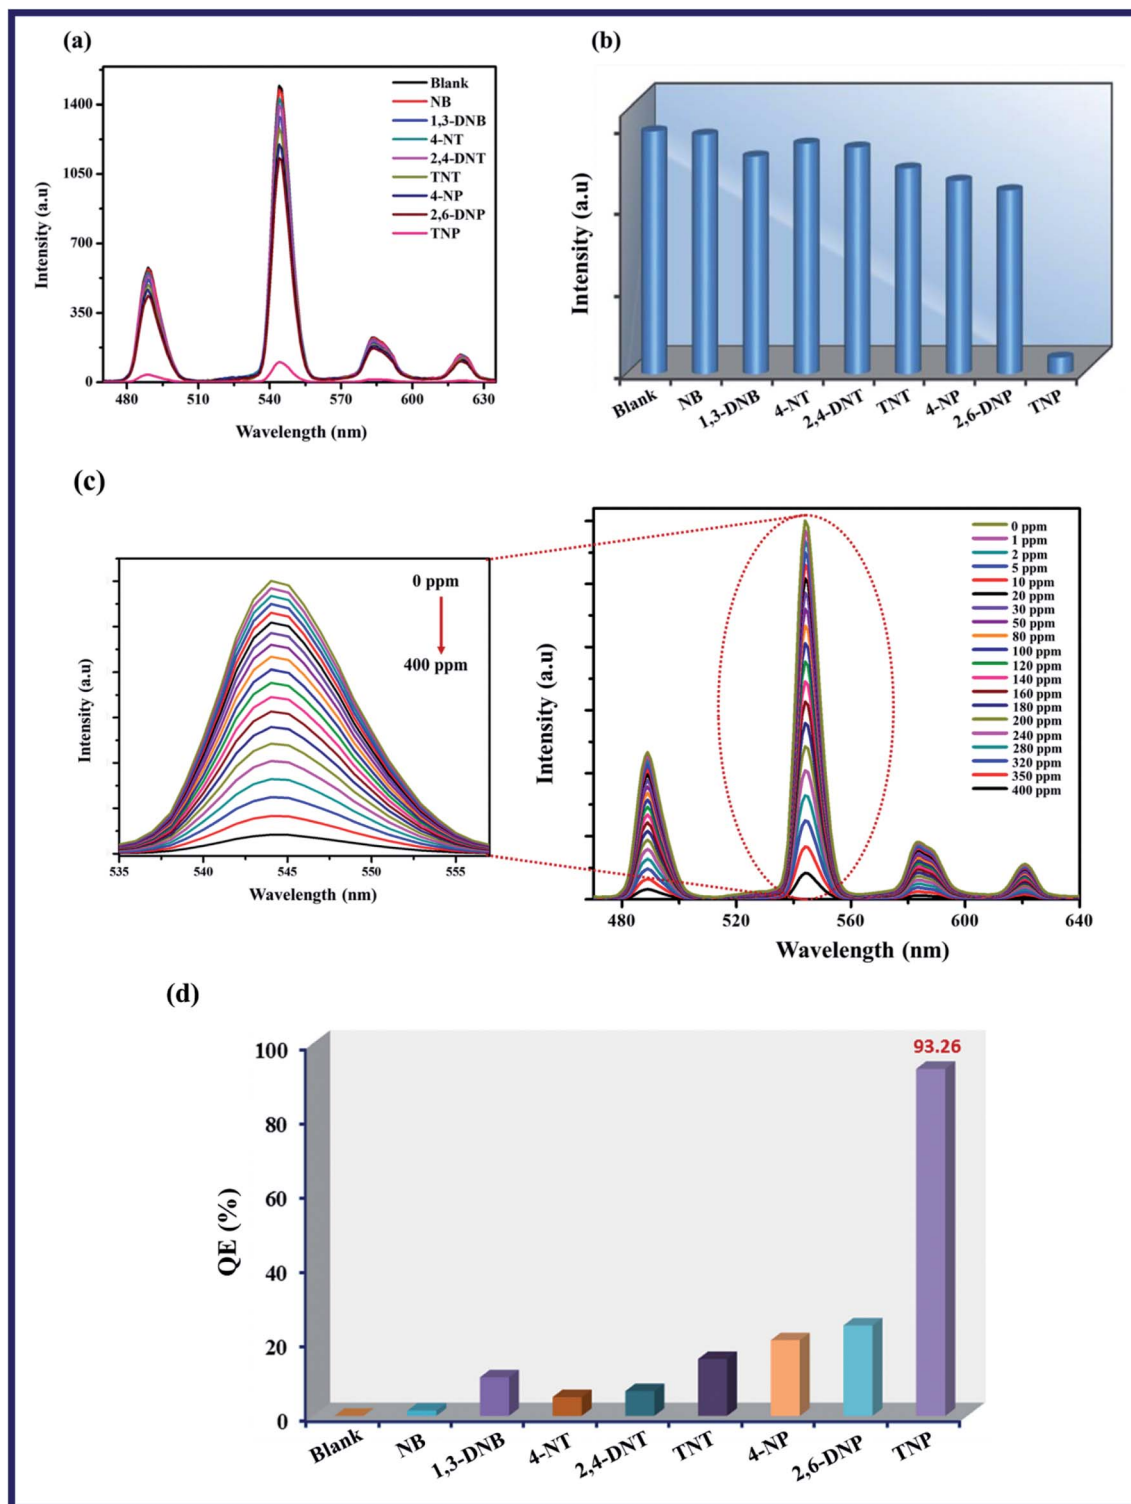 (a)
Intensity (a.u)
1400
1050
700
350
0
480
510
540
570
600
630
Wavelength (nm)
Blank
NB
1,3-DNB
4-NT
2,4-DNT
TNT
4-NP
2,6-DNP
TNP
(b)
Intensity (a.u)
Blank
NB
1,3-DNB
4-NT
2,4-DNT
TNT
4-NP
2,6-DNP
TNP
(c)
Intensity (a.u)
0 ppm
400 ppm
535
540
545
550
555
Wavelength (nm)
Intensity (a.u)
0 ppm
1 ppm
2 ppm
5 ppm
10 ppm
20 ppm
30 ppm
50 ppm
80 ppm
100 ppm
120 ppm
140 ppm
160 ppm
180 ppm
200 ppm
240 ppm
280 ppm
320 ppm
350 ppm
400 ppm
480
520
560
600
640
Wavelength (nm)
(d)
QE (%)
100
80
60
40
20
0
93.26
Blank
NB
1,3-DNB
4-NT
2,4-DNT
TNT
4-NP
2,6-DNP
TNP